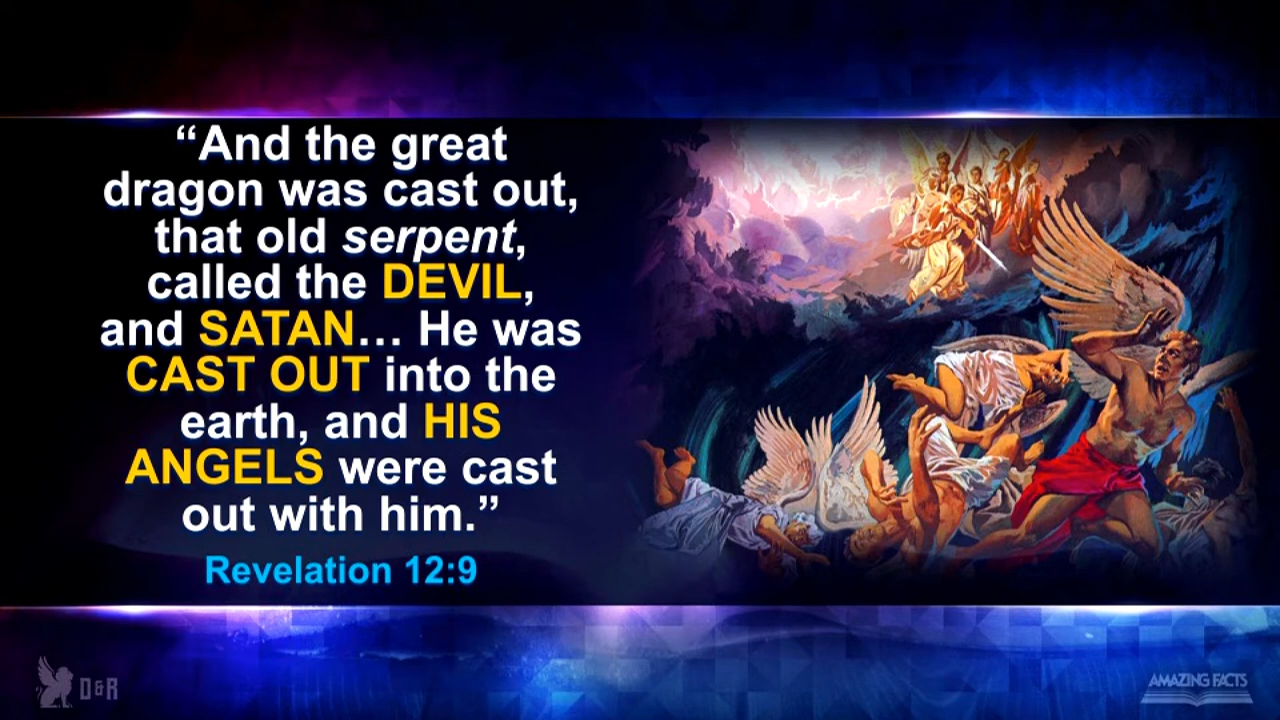 “And the great
dragon was cast out,
that old serpent,
called the DEVIL,
and SATAN… He was
CAST OUT into the
earth, and HIS
ANGELS were cast
out with him.”
Revelation 12:9
D&R
AMAZING FACTS